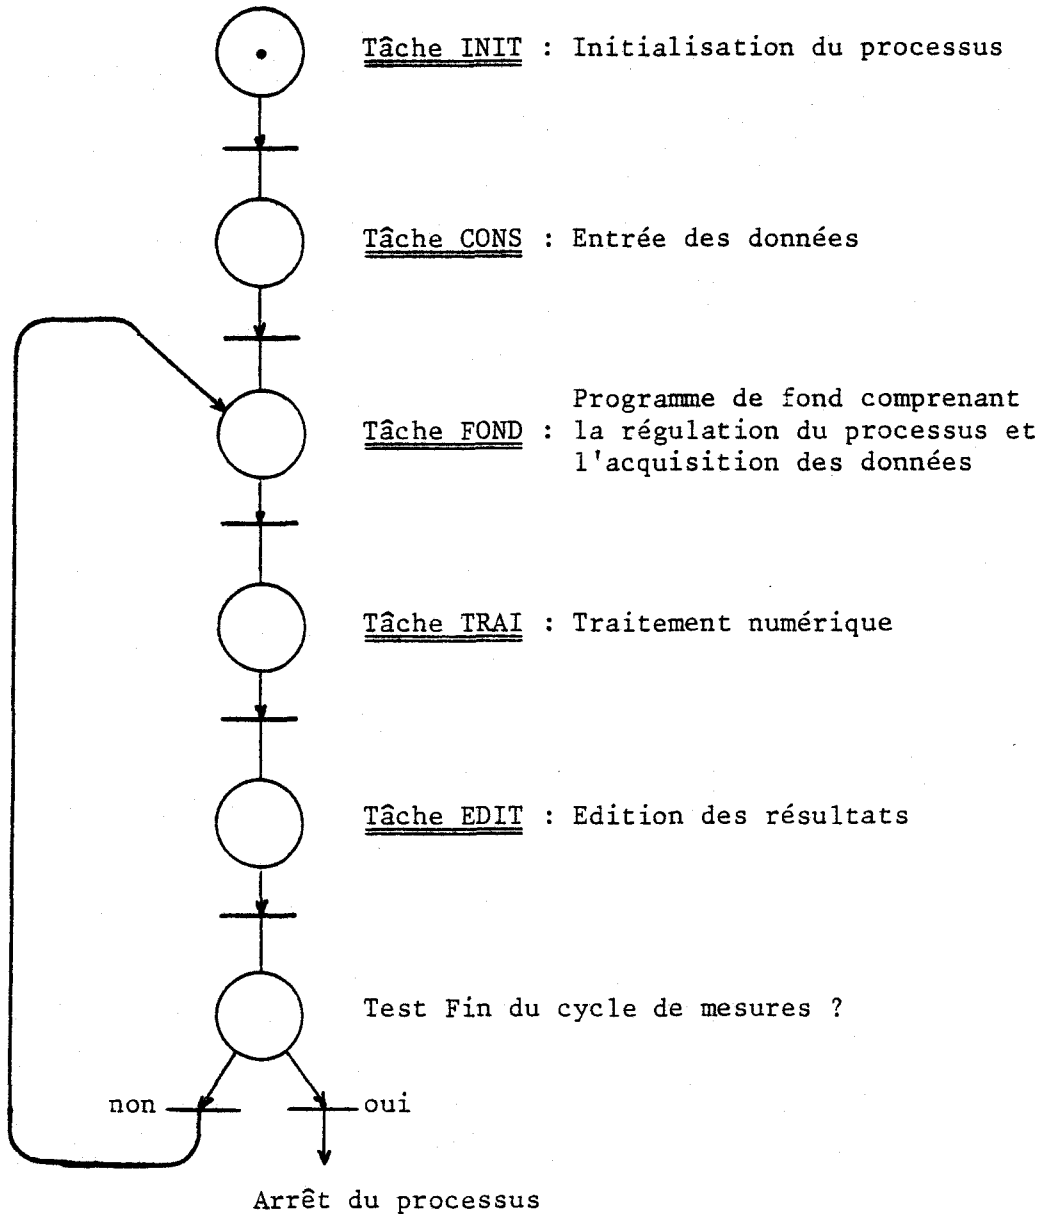 Tâche INIT : Initialisation du processus
Tâche CONS : Entrée des données
Programme de fond comprenant
Tâche FOND : la régulation du processus et
l'acquisition des données
Tâche TRAI : Traitement numérique
Tâche EDIT : Edition des résultats
Test Fin du cycle de mesures ?
non
oui
Arrêt du processus